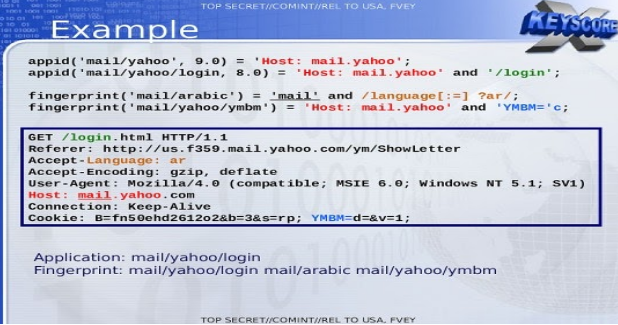 TOP SECRET//COMINT//REL TO USA, FVEY
Example
XKEYSCORE
appid('mail/yahoo', 9.0) = 'Host: mail.yahoo';
appid('mail/yahoo/login, 8.0) = 'Host: mail.yahoo' and '/login';
fingerprint('mail/arabic') = 'mail' and /language[:=] ?ar/;
fingerprint('mail/yahoo/ymbm') = 'Host: mail.yahoo' and 'YMBM='c;
GET /login.html HTTP/1.1
Referer: http://us.f359.mail.yahoo.com/ym/ShowLetter
Accept-Language: ar
Accept-Encoding: gzip, deflate
User-Agent: Mozilla/4.0 (compatible; MSIE 6.0; Windows NT 5.1; SV1)
Host: mail.yahoo.com
Connection: Keep-Alive
Cookie: B=fn50ehd2612o2&b=3&s=rp; YMBM=d=&v=1;
Application: mail/yahoo/login
Fingerprint: mail/yahoo/login mail/arabic mail/yahoo/ymbm
TOP SECRET//COMINT//REL TO USA, FVEY